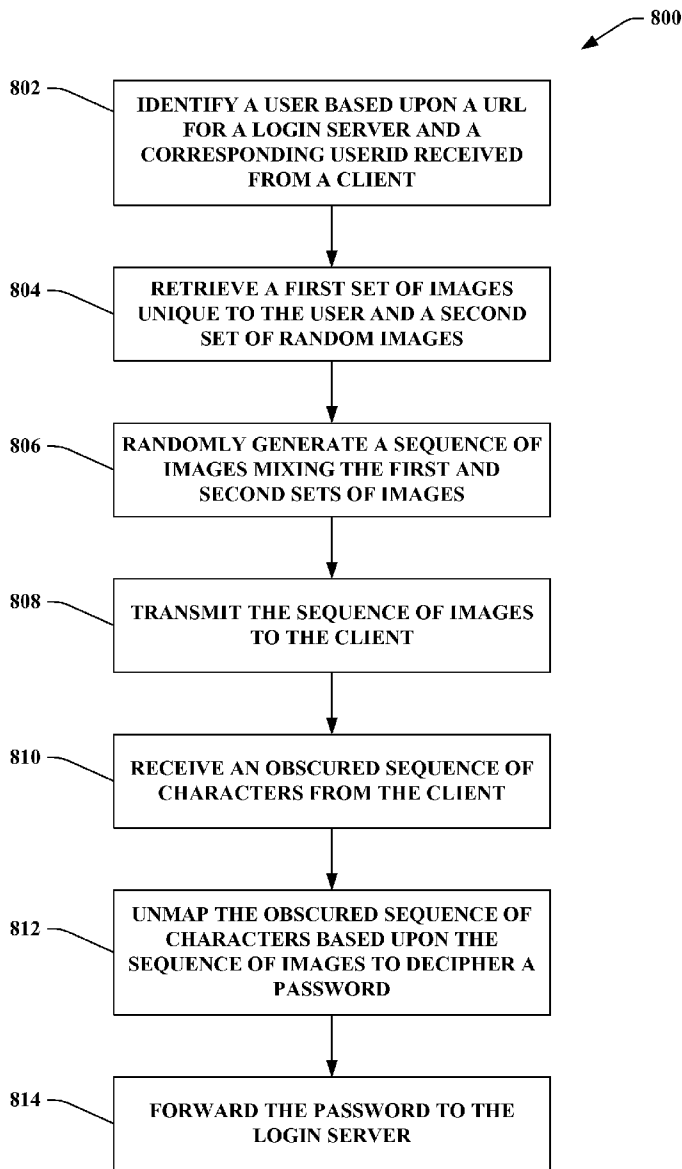 800
802
IDENTIFY A USER BASED UPON A URL
FOR A LOGIN SERVER AND A
CORRESPONDING USERID RECEIVED
FROM A CLIENT
804
RETRIEVE A FIRST SET OF IMAGES
UNIQUE TO THE USER AND A SECOND
SET OF RANDOM IMAGES
806
RANDOMLY GENERATE A SEQUENCE OF
IMAGES MIXING THE FIRST AND
SECOND SETS OF IMAGES
808
TRANSMIT THE SEQUENCE OF IMAGES
TO THE CLIENT
810
RECEIVE AN OBSCURED SEQUENCE OF
CHARACTERS FROM THE CLIENT
812
UNMAP THE OBSCURED SEQUENCE OF
CHARACTERS BASED UPON THE
SEQUENCE OF IMAGES TO DECIPHER A
PASSWORD
814
FORWARD THE PASSWORD TO THE
LOGIN SERVER